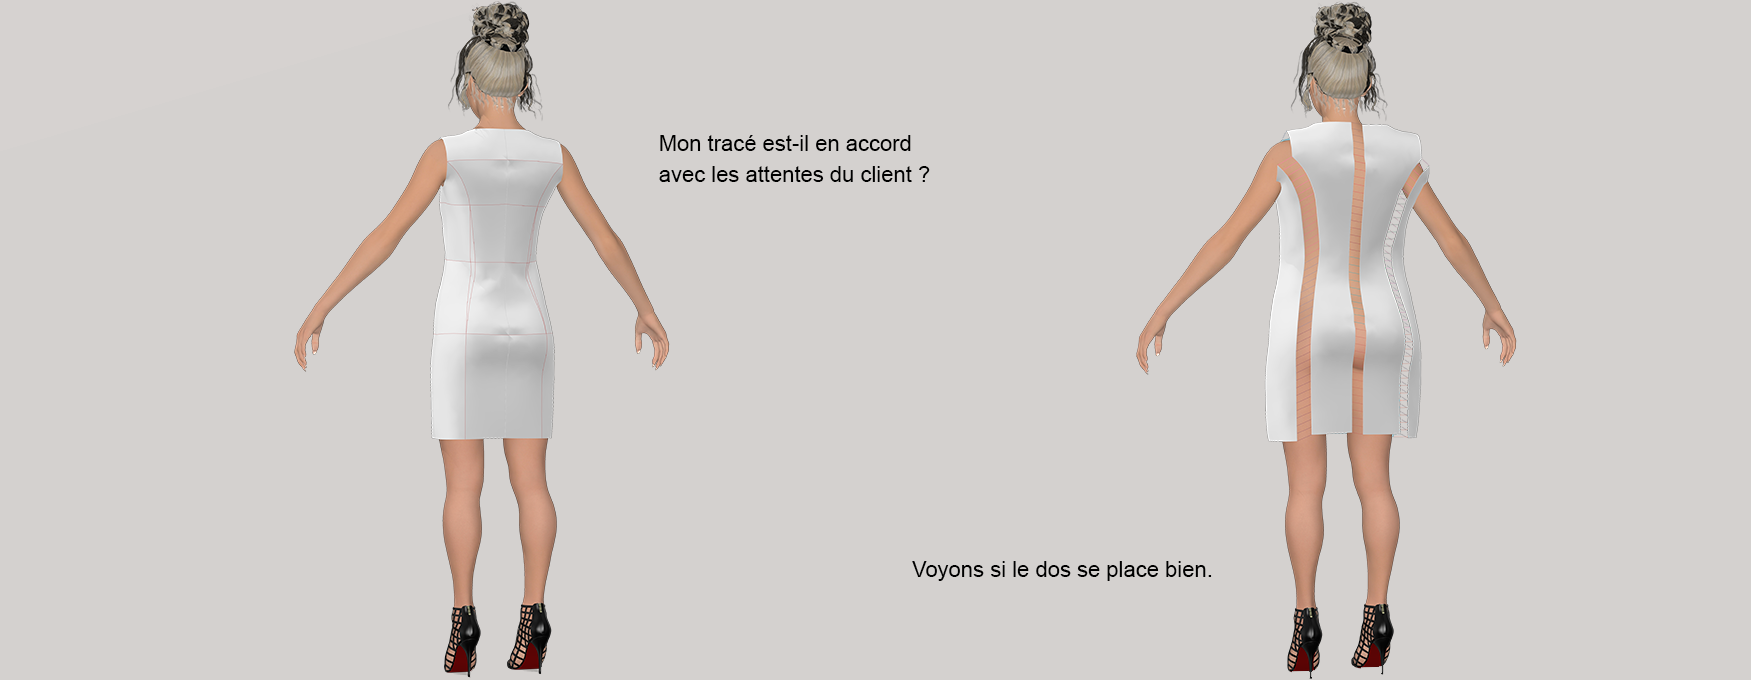 Mon tracé est-il en accord
avec les attentes du client ?
Voyons si le dos se place bien.